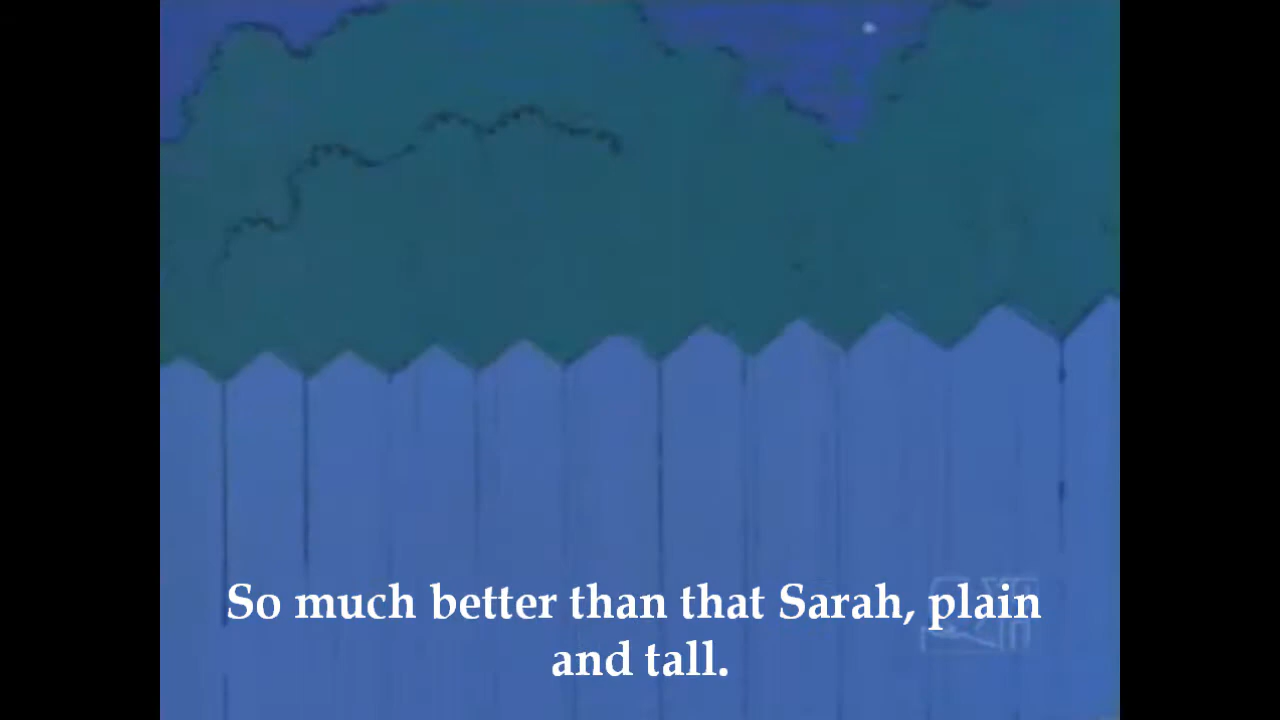 So much better than that Sarah, plain
and tall.